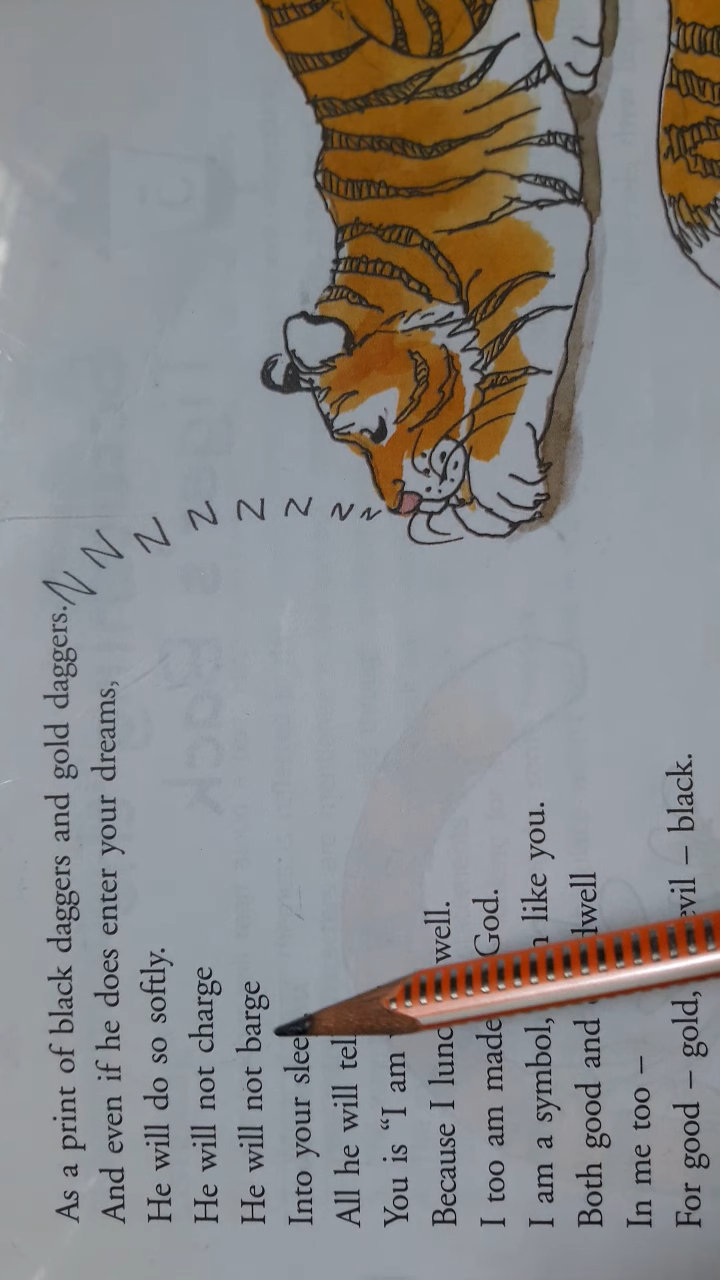 As a print of black daggers and gold daggers.
And even if he does enter your dreams,
He will do so softly.
He will not charge
He will not barge
Into your slee
All he will tel
You is “I am
Because I lunc well.
I too am made God.
I am a symbol, like you.
Both good and dwell
In me too –
For good – gold, evil – black.
Z Z Z Z Z Z Z Z